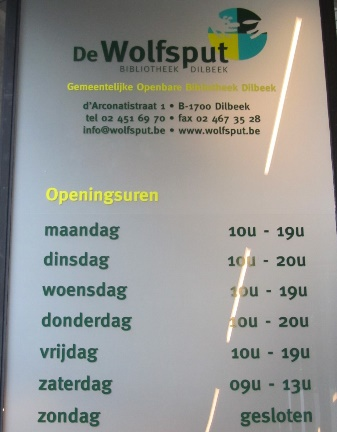 De Wolfsput
BIBLIOTHEEK DILBEEK
Gemeentelijke Openbare Bibliotheek Dilbeek
d'Arconatistraat 1 • B-1700 Dilbeek
tel 02 451 69 70 • fax 02 467 35 28
info@wolfsput.be • www.wolfsput.be
Openingsuren
maandag 10u - 19u
dinsdag 10u - 20u
woensdag 10u - 19u
donderdag 10u - 20u
vrijdag 10u - 19u
zaterdag 09u - 13u
zondag gesloten